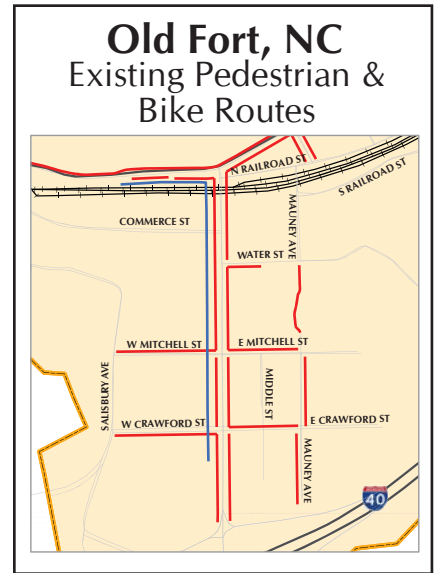 Old Fort, NC
Existing Pedestrian &
Bike Routes
N RAILROAD ST
S RAILROAD ST
COMMERCE ST
MAUNEY AVE
WATER ST
W MITCHELL ST
E MITCHELL ST
SALISBURY AVE
MIDDLE ST
W CRAWFORD ST
E CRAWFORD ST
MAUNEY AVE
40